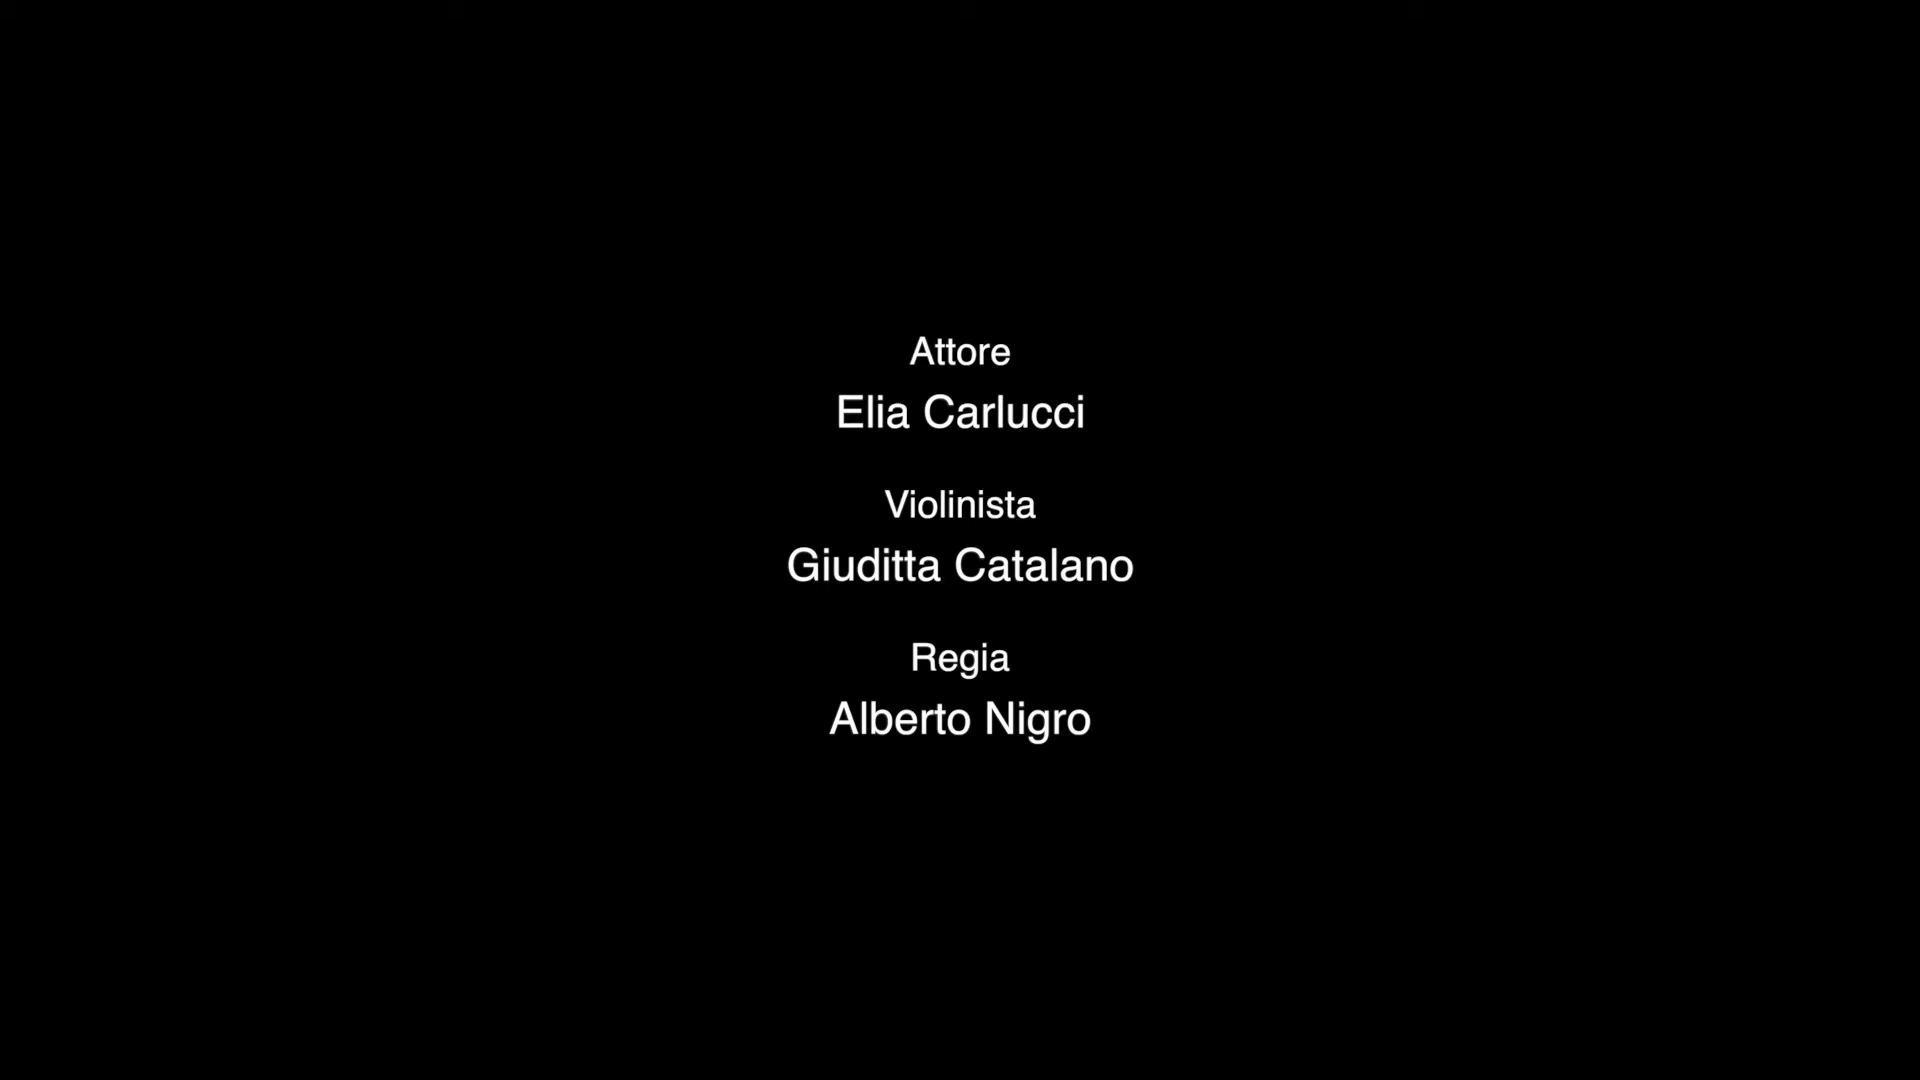 Attore
Elia Carlucci
Violinista
Giuditta Catalano
Regia
Alberto Nigro